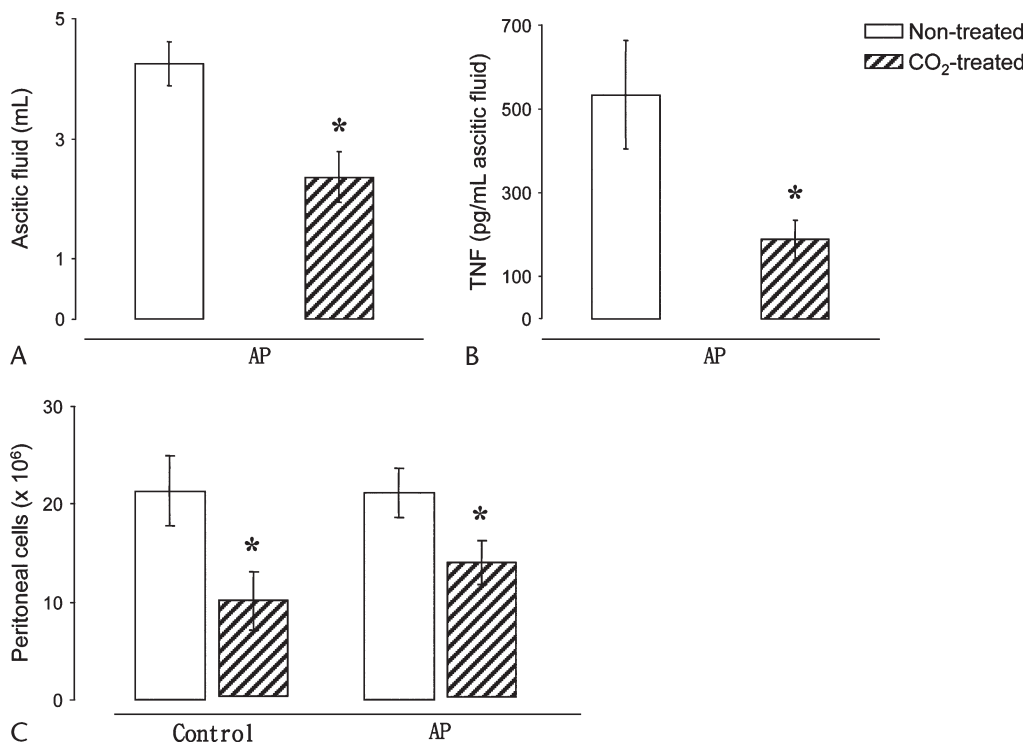 Non-treated
CO₂-treated
Ascitic fluid (mL)
5
3
1
0
*
AP
A
TNF (pg/mL ascitic fluid)
700
500
300
100
0
*
AP
B
Peritoneal cells (x 10⁶)
30
20
10
0
*
*
Control
AP
C